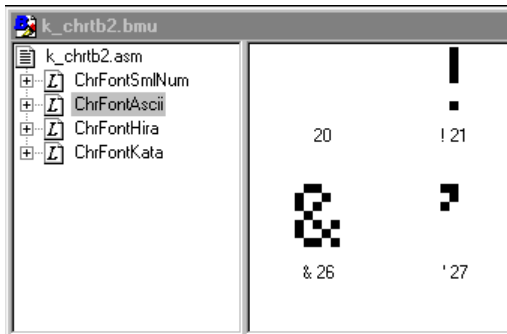 k_chrtb2.bmu
k_chrtb2.asm
ChrFontSmlNum
ChrFontAscii
ChrFontHira
ChrFontKata
!
20 ! 21
& '
& 26 ' 27